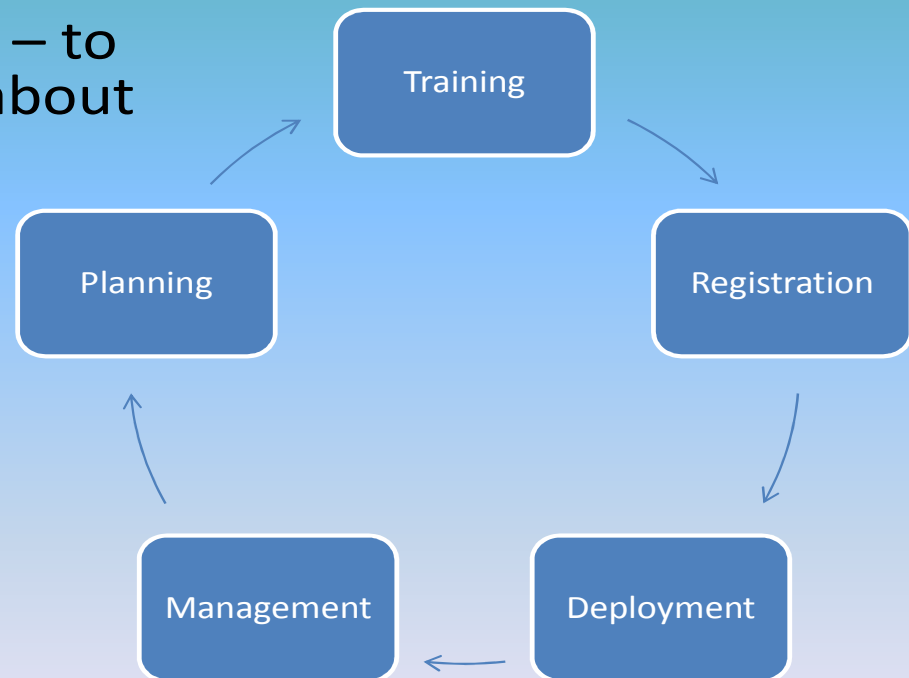 – to
about
Training
Planning
Registration
Management
Deployment